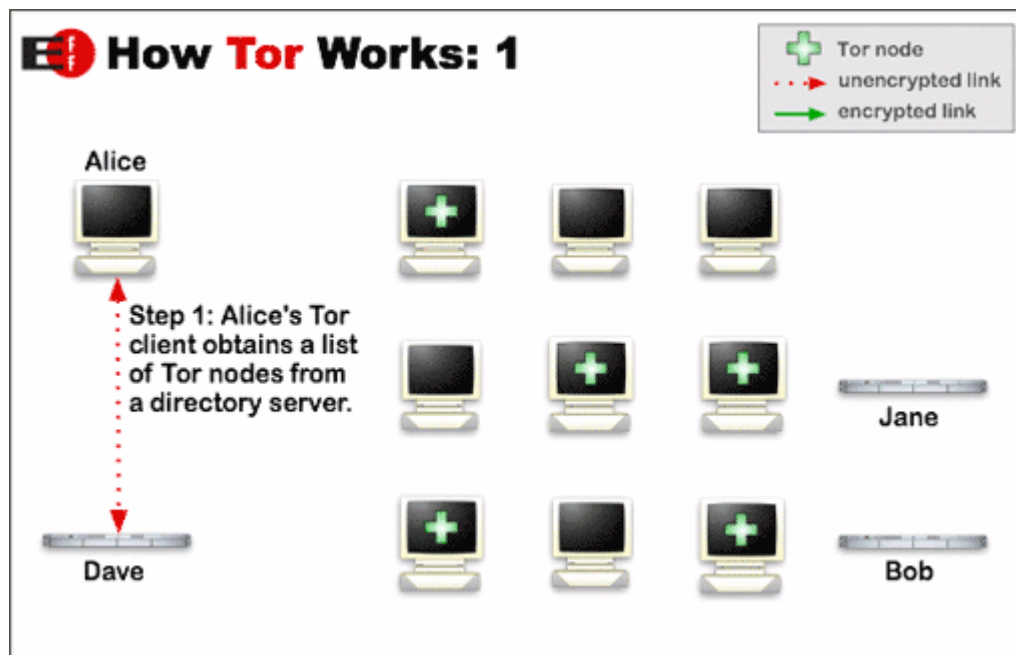 EFF How Tor Works: 1
Tor node
unencrypted link
encrypted link
Alice
Step 1: Alice's Tor
client obtains a list
of Tor nodes from
a directory server.
Jane
Dave
Bob